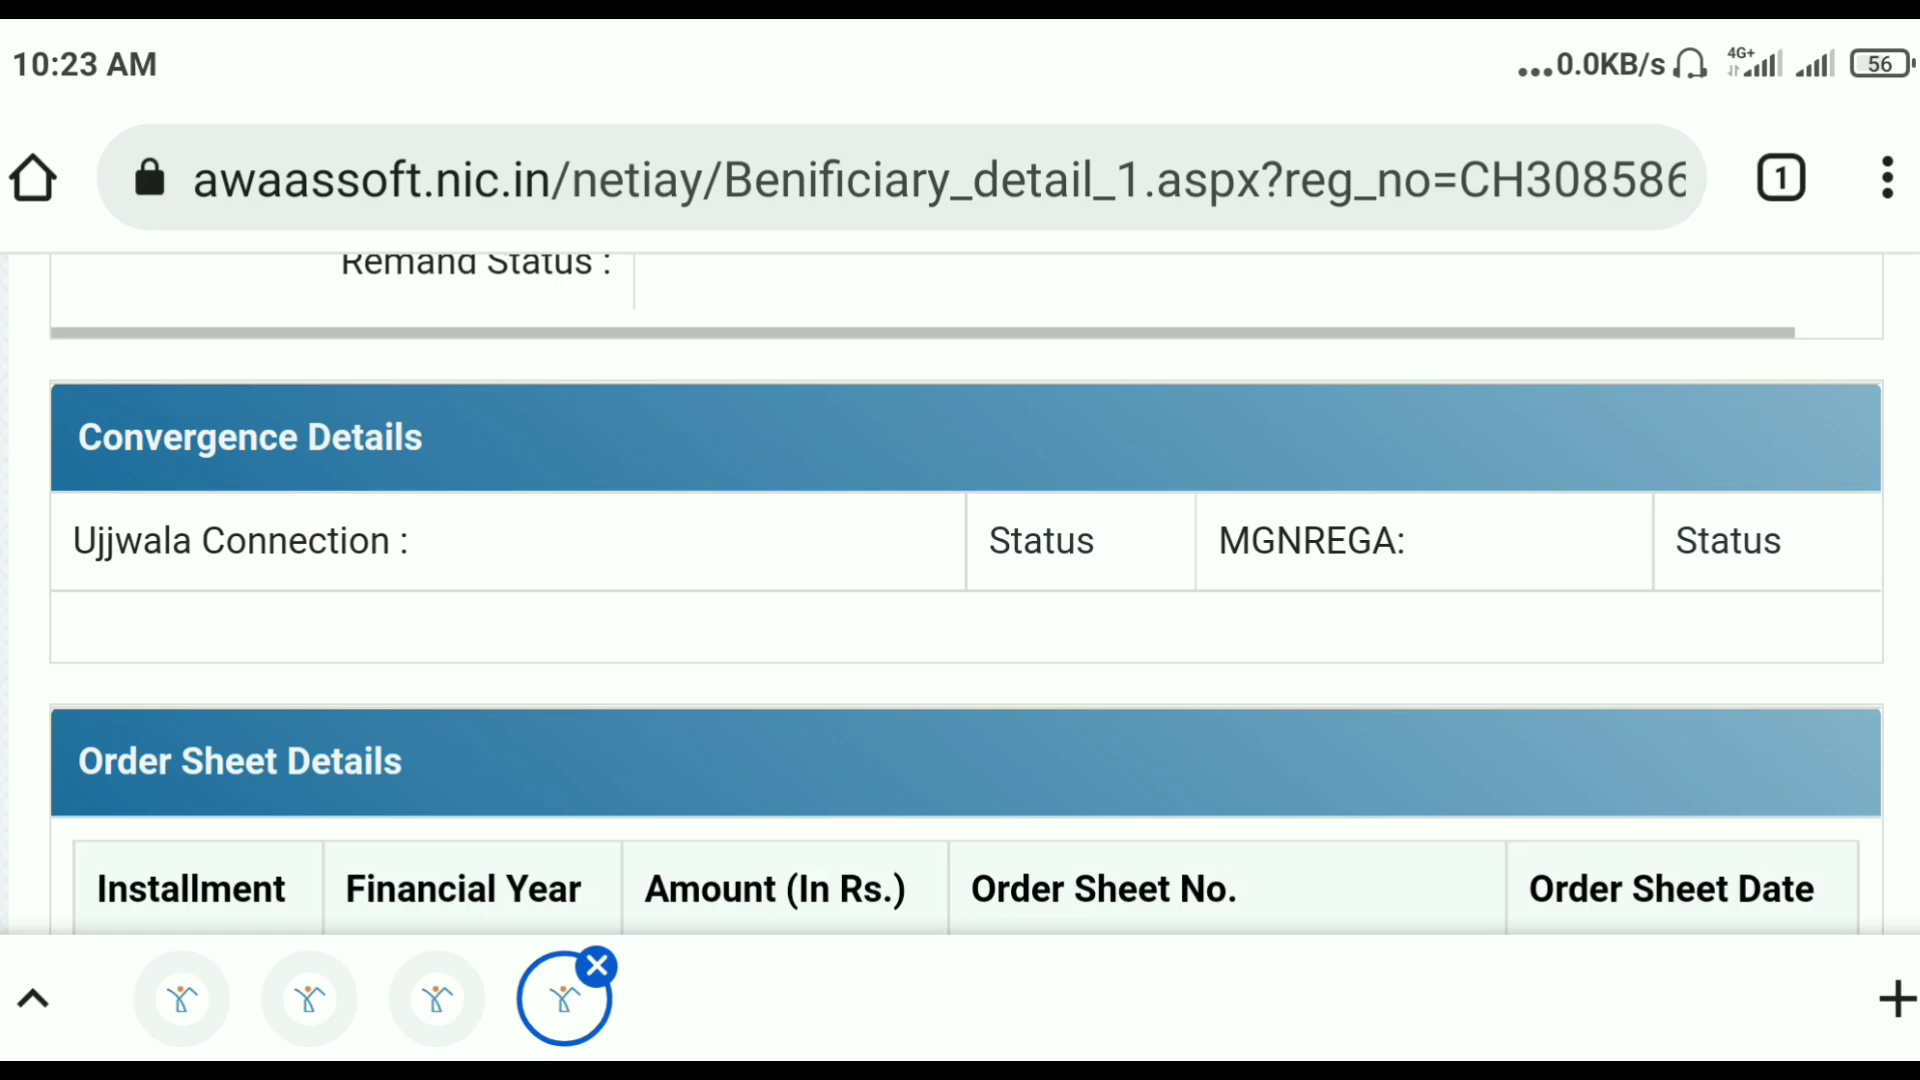 10:23 AM
...0.0KB/s 4G+ 56
awaassoft.nic.in/netiay/Benificiary_detail_1.aspx?reg_no=CH308586
1
Remand Status :
Convergence Details
Ujjwala Connection : Status MGNREGA: Status
Order Sheet Details
Installment Financial Year Amount (In Rs.) Order Sheet No. Order Sheet Date